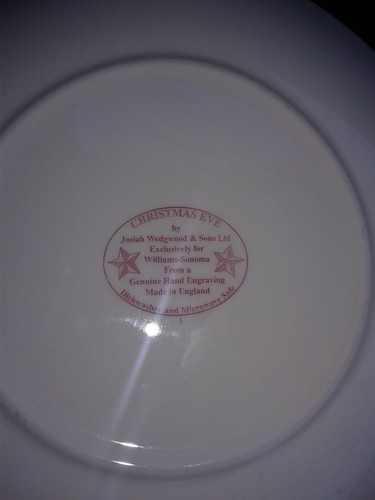 CHRISTMAS EVE
by
Josiah Wedgwood & Sons Ltd
Exclusively for
Williams-Sonoma
From a
Genuine Hand Engraving
Made in England
Dishwasher and Microwave Safe
1